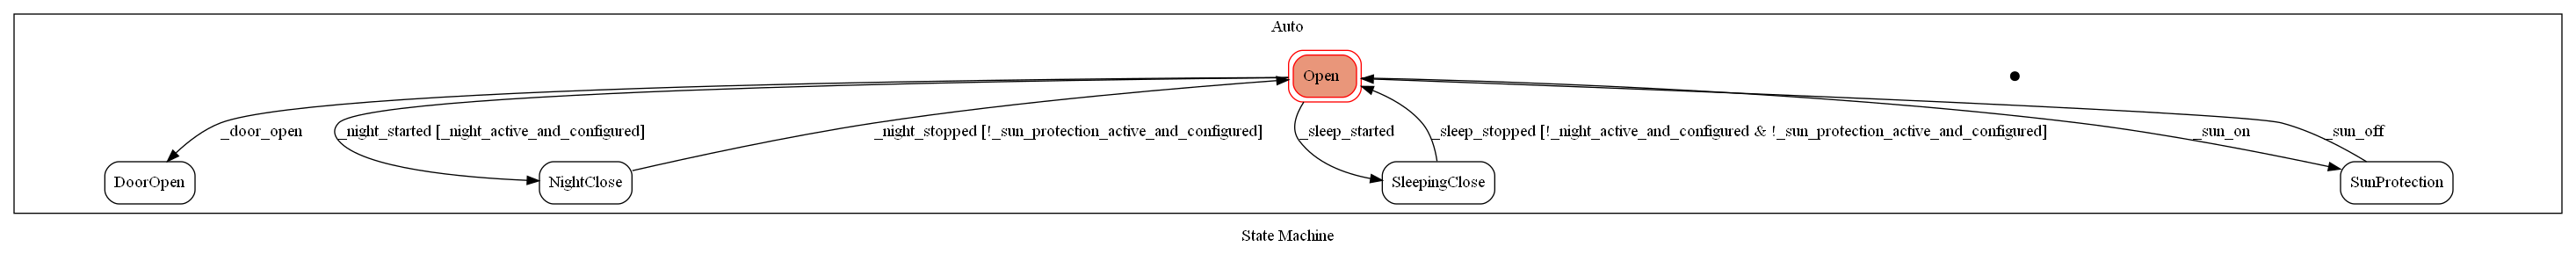 Auto
Open
_door_open
_night_started [_night_active_and_configured]
_night_stopped [!_sun_protection_active_and_configured]
_sleep_started
_sleep_stopped [!_night_active_and_configured & !_sun_protection_active_and_configured]
_sun_on
_sun_off
DoorOpen
NightClose
SleepingClose
SunProtection
State Machine